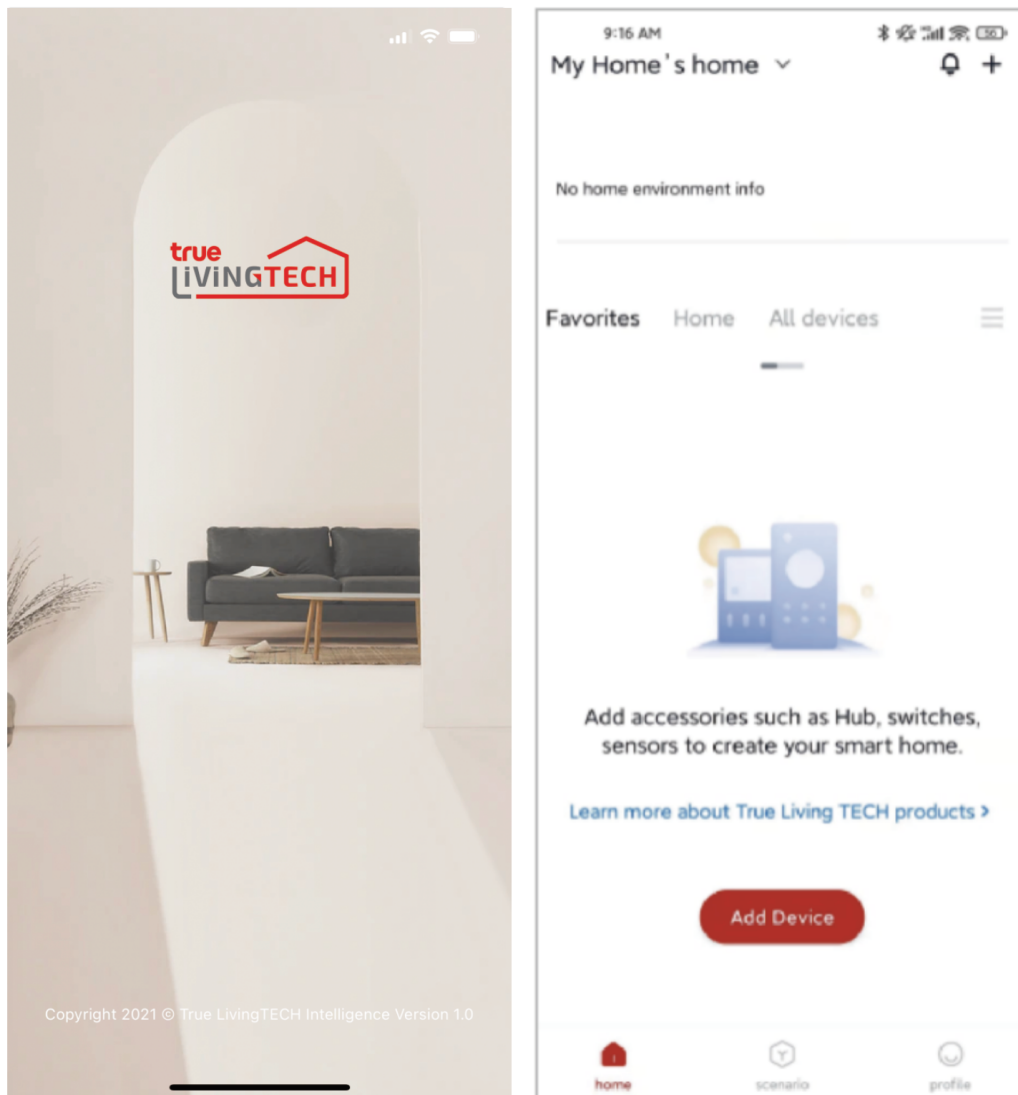 true
LiViNGTECH
Copyright 2021 © True LivingTECH Intelligence Version 1.0
9:16 AM
My Home's home
No home environment info
Favorites Home All devices
Add accessories such as Hub, switches,
sensors to create your smart home.
Learn more about True Living TECH products >
Add Device
home scenario profile